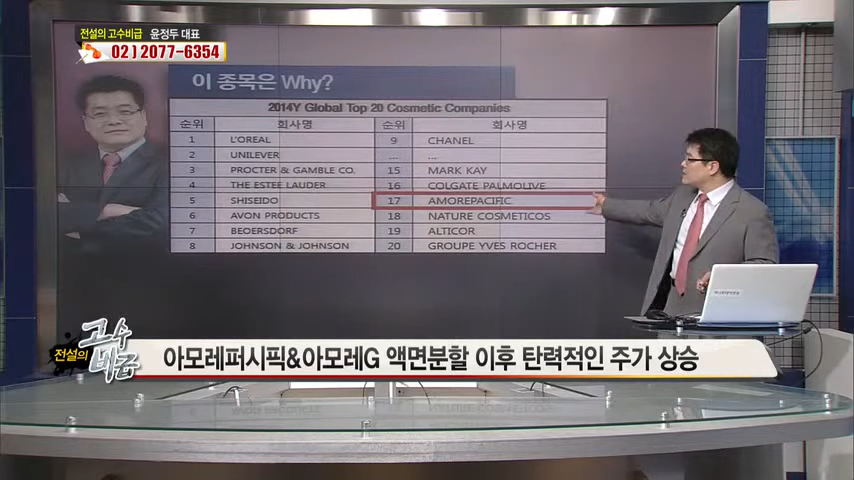 전설의 고수비급 윤정두 대표
02) 2077-6354
이 종목은 Why?
2014Y Global Top 20 Cosmetic Companies
순위 회사명 순위 회사명
1 L'OREAL 9 CHANEL
2 UNILEVER ... ...
3 PROCTER & GAMBLE CO. 15 MARK KAY
4 THE ESTEE LAUDER 16 COLGATE PALMOLIVE
5 SHISEIDO 17 AMOREPACIFIC
6 AVON PRODUCTS 18 NATURE COSMETICOS
7 BEOERSDORF 19 ALTICOR
8 JOHNSON & JOHNSON 20 GROUPE YVES ROCHER
전설의 고수비급
아모레퍼시픽&아모레G 액면분할 이후 탄력적인 주가 상승